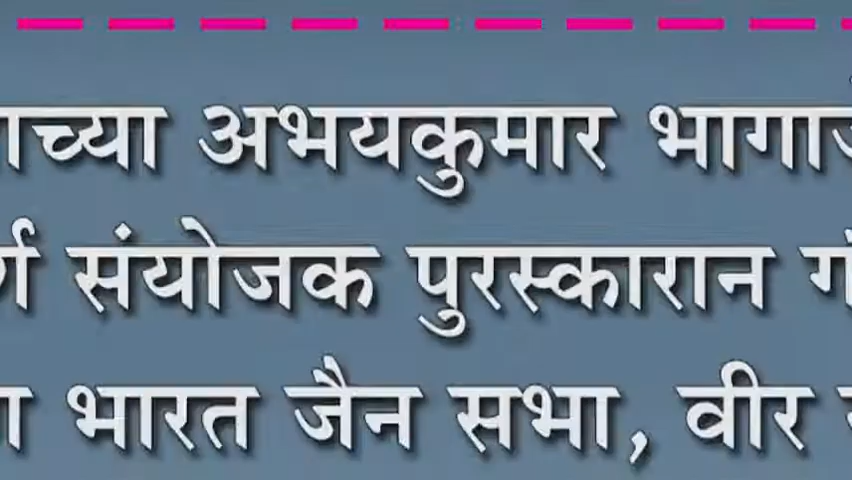 ाच्या अभयकुमार भागाज
र्ण संयोजक पुरस्कारान
भारत जैन सभा, वीर